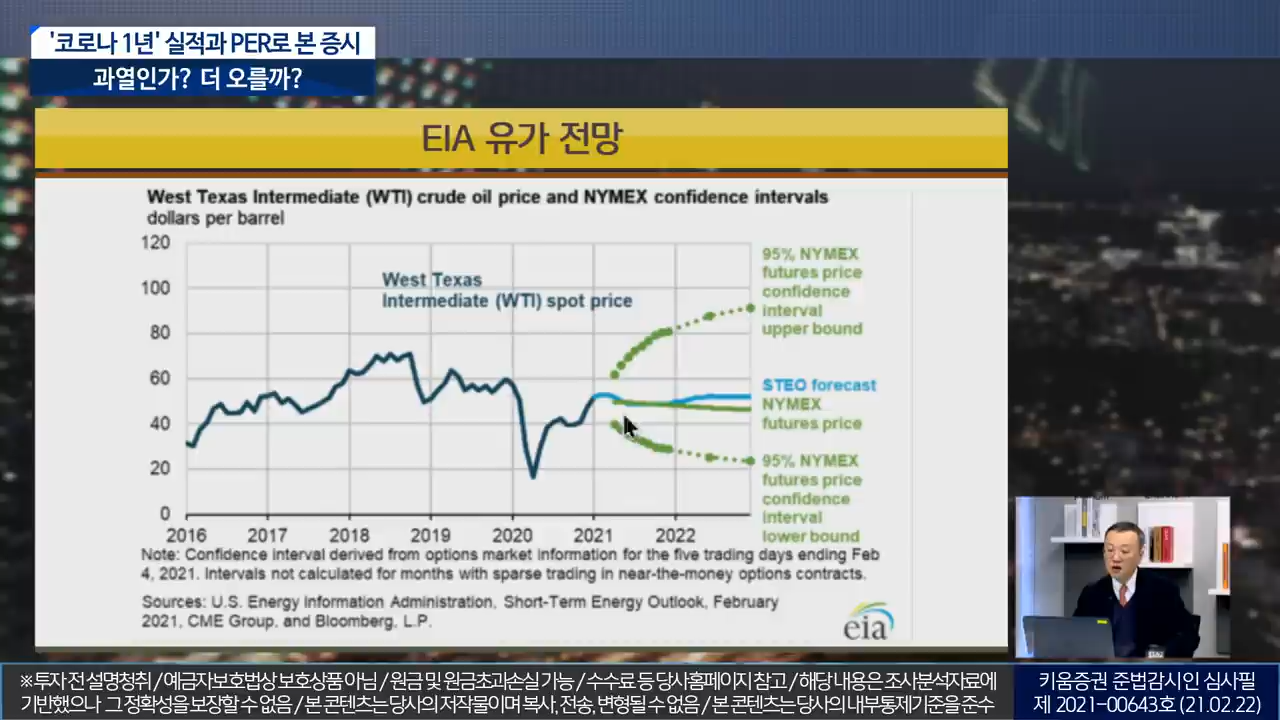 '코로나 1년' 실적과 PER로 본 증시
과열인가? 더 오를까?
EIA 유가 전망
West Texas Intermediate (WTI) crude oil price and NYMEX confidence intervals
dollars per barrel
120
100
80
60
40
20
0
West Texas
Intermediate (WTI) spot price
95% NYMEX
futures price
confidence
interval
upper bound
STEO forecast
NYMEX
futures price
95% NYMEX
futures price
confidence
interval
lower bound
2016 2017 2018 2019 2020 2021 2022
Note: Confidence interval derived from options market information for the five trading days ending Feb
4, 2021. Intervals not calculated for months with sparse trading in near-the-money options contracts.
Sources: U.S. Energy Information Administration, Short-Term Energy Outlook, February
2021, CME Group, and Bloomberg, L.P.
eia
※투자 전 설명청취 / 예금자보호법상 보호상품 아님 / 원금 및 원금초과손실 가능 / 수수료 등 당사홈페이지 참고 / 해당 내용은 조사분석자료에
기반했으나 그 정확성을 보장할 수 없음 / 본 콘텐츠는 당사의 저작물이며 복사, 전송, 변형될 수 없음 / 본 콘텐츠는 당사의 내부통제기준을 준수
키움증권 준법감시인 심사필
제 2021-00643호 (21.02.22)